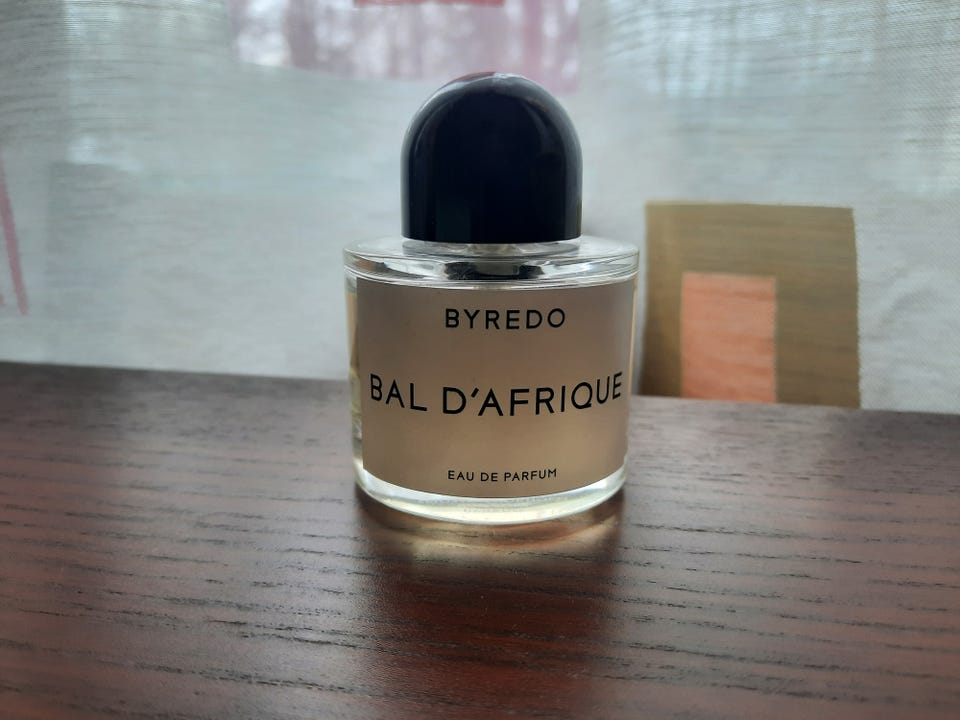 BYREDO
BAL D'AFRIQUE
EAU DE PARFUM